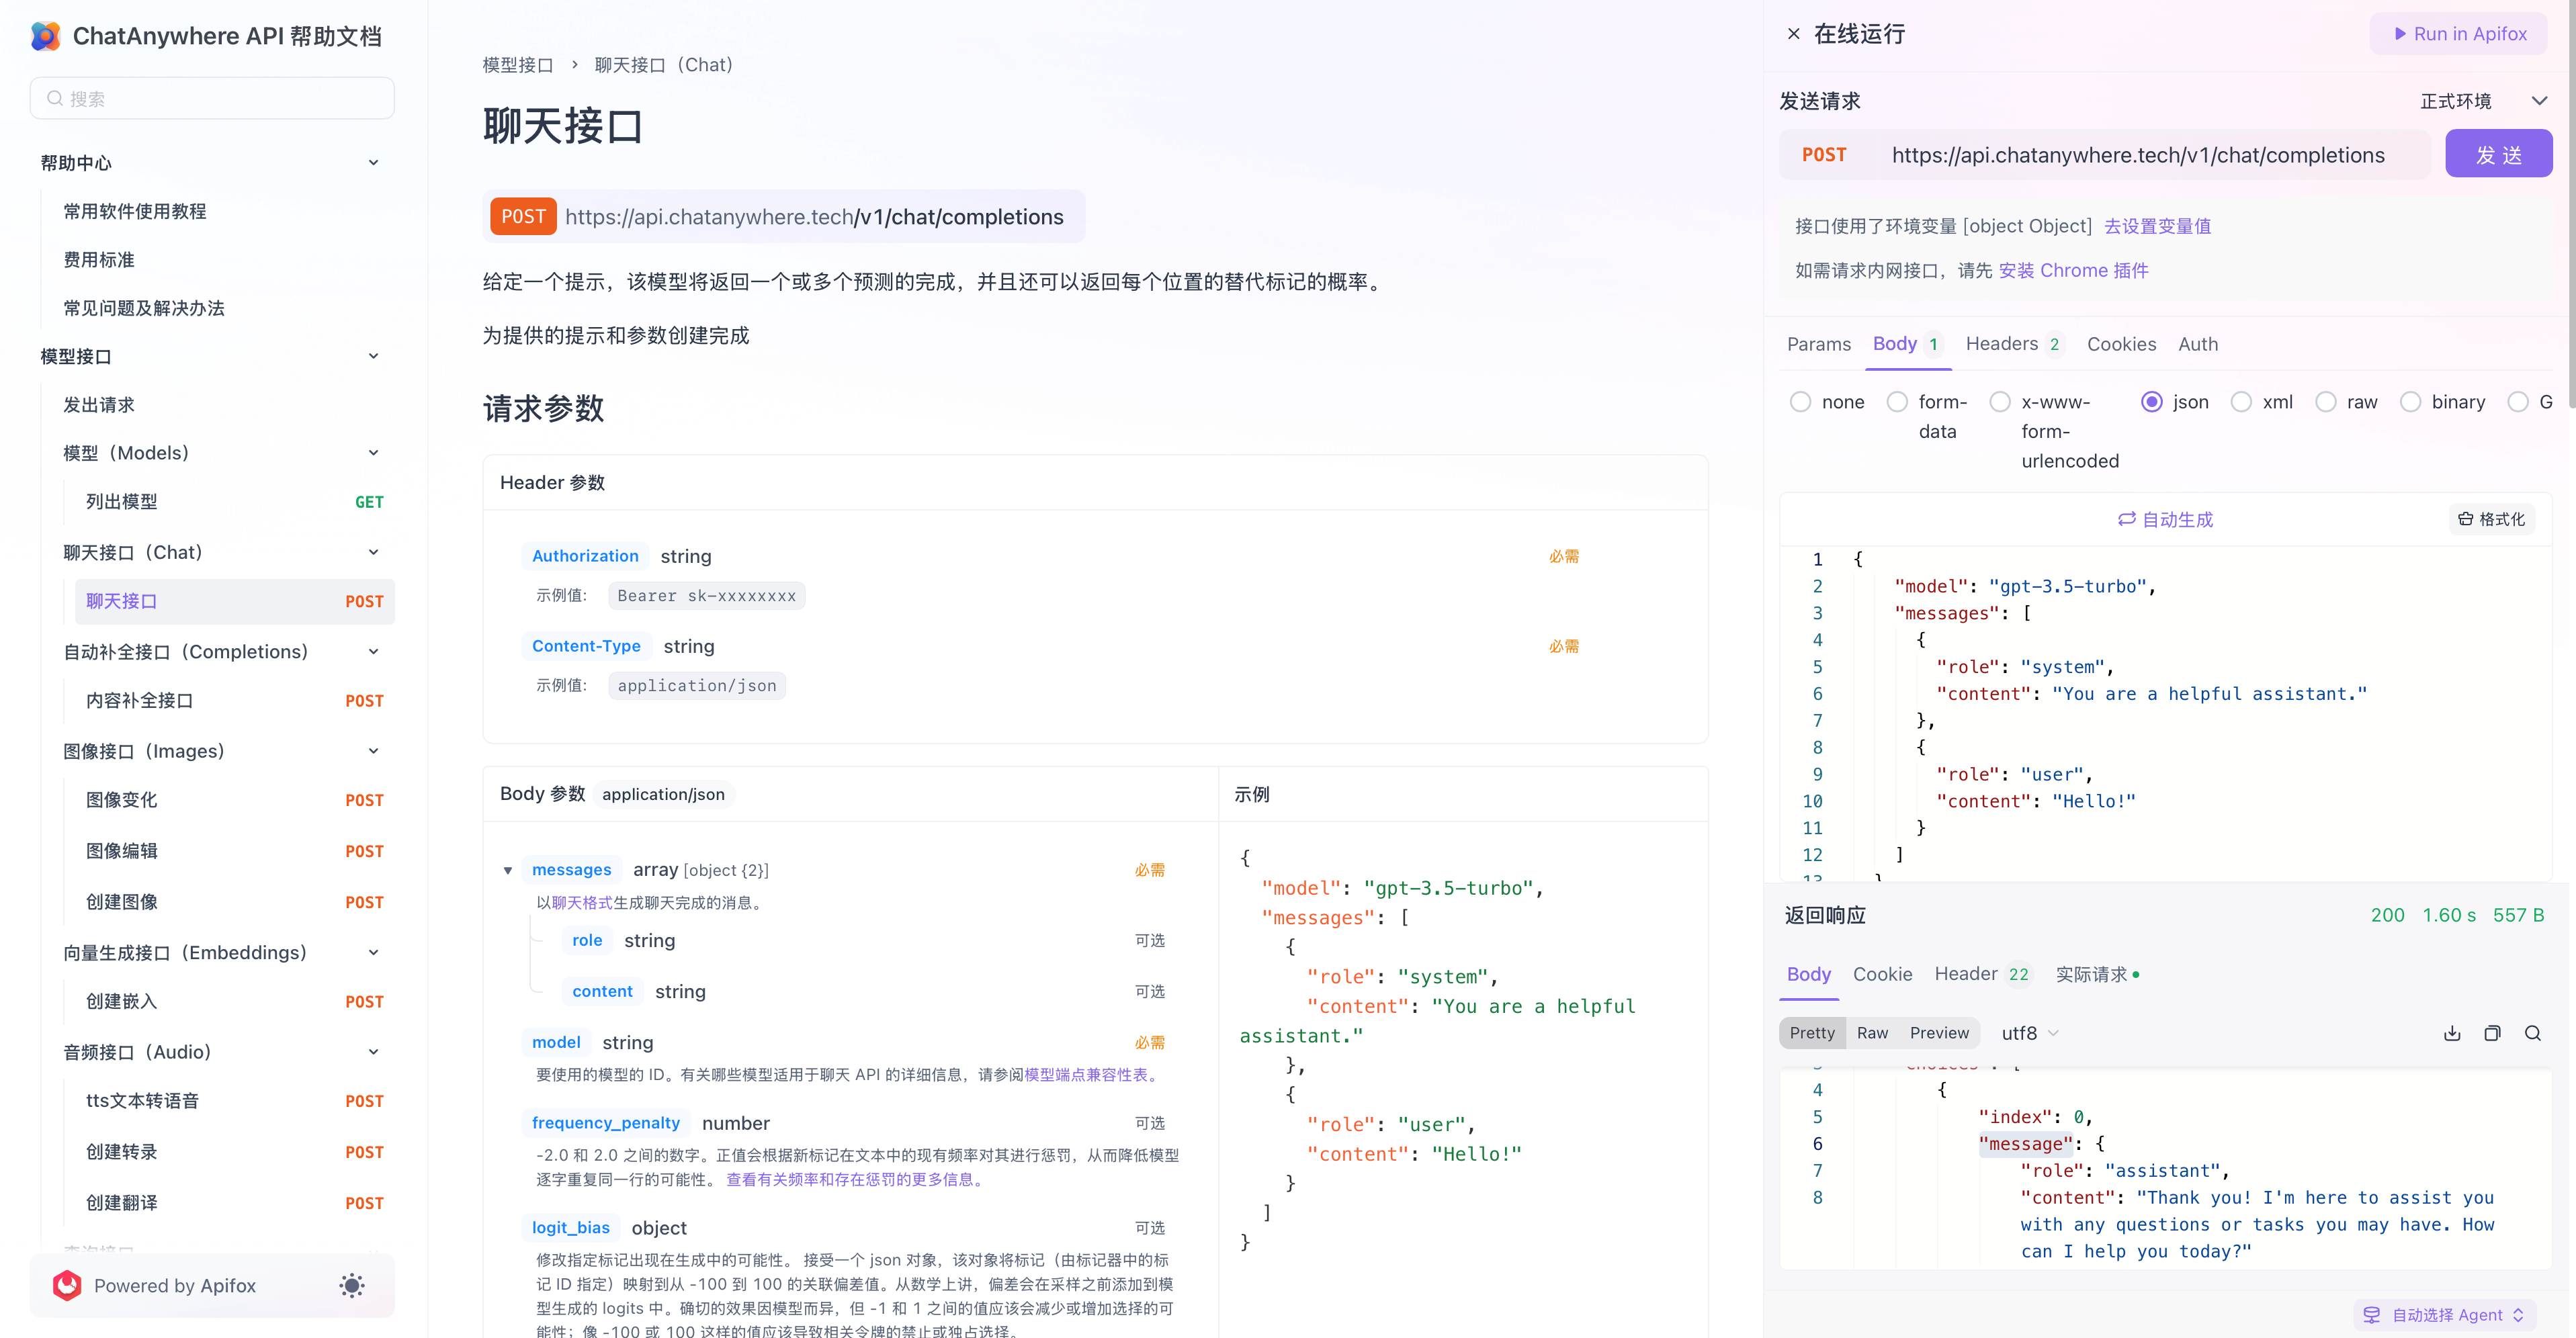 ChatAnywhere API 帮助文档
搜索
帮助中心
常用软件使用教程
费用标准
常见问题及解决办法
模型接口
发出请求
模型（Models）
列出模型 GET
聊天接口（Chat）
聊天接口 POST
自动补全接口（Completions）
内容补全接口 POST
图像接口（Images）
图像变化 POST
图像编辑 POST
创建图像 POST
向量生成接口（Embeddings）
创建嵌入 POST
音频接口（Audio）
tts文本转语音 POST
创建转录 POST
创建翻译 POST
Powered by Apifox
模型接口 › 聊天接口（Chat）
聊天接口
POST https://api.chatanywhere.tech/v1/chat/completions
给定一个提示，该模型将返回一个或多个预测的完成，并且还可以返回每个位置的替代标记的概率。
为提供的提示和参数创建完成
请求参数
Header 参数
Authorization string 必需
示例值： Bearer sk-xxxxxxxx
Content-Type string 必需
示例值： application/json
Body 参数 application/json
messages array [object {2}] 必需
以聊天格式生成聊天完成的消息。
role string 可选
content string 可选
model string 必需
要使用的模型的 ID。有关哪些模型适用于聊天 API 的详细信息，请参阅模型端点兼容性表。
frequency_penalty number 可选
-2.0 和 2.0 之间的数字。正值会根据新标记在文本中的现有频率对其进行惩罚，从而降低模型
逐字重复同一行的可能性。 查看有关频率和存在惩罚的更多信息。
logit_bias object 可选
修改指定标记出现在生成中的可能性。 接受一个 json 对象，该对象将标记（由标记器中的标
记 ID 指定）映射到从 -100 到 100 的关联偏差值。从数学上讲，偏差会在采样之前添加到模
型生成的 logits 中。确切的效果因模型而异，但 -1 和 1 之间的值应该会减少或增加选择的可
能性；像 -100 或 100 这样的值应该导致相关令牌的禁止或独占选择。
示例
{
"model": "gpt-3.5-turbo",
"messages": [
{
"role": "system",
"content": "You are a helpful
assistant."
},
{
"role": "user",
"content": "Hello!"
}
]
}
在线运行
Run in Apifox
发送请求
正式环境
POST https://api.chatanywhere.tech/v1/chat/completions
发 送
接口使用了环境变量 [object Object] 去设置变量值
如需请求内网接口，请先 安装 Chrome 插件
Params Body 1 Headers 2 Cookies Auth
none form-data x-www-form-urlencoded json xml raw binary G
自动生成
格式化
1 {
2 "model": "gpt-3.5-turbo",
3 "messages": [
4 {
5 "role": "system",
6 "content": "You are a helpful assistant."
7 },
8 {
9 "role": "user",
10 "content": "Hello!"
11 }
12 ]
13 }
返回响应 200 1.60 s 557 B
Body Cookie Header 22 实际请求
Pretty Raw Preview utf8
4 {
5 "index": 0,
6 "message": {
7 "role": "assistant",
8 "content": "Thank you! I'm here to assist you
with any questions or tasks you may have. How
can I help you today?"
自动选择 Agent